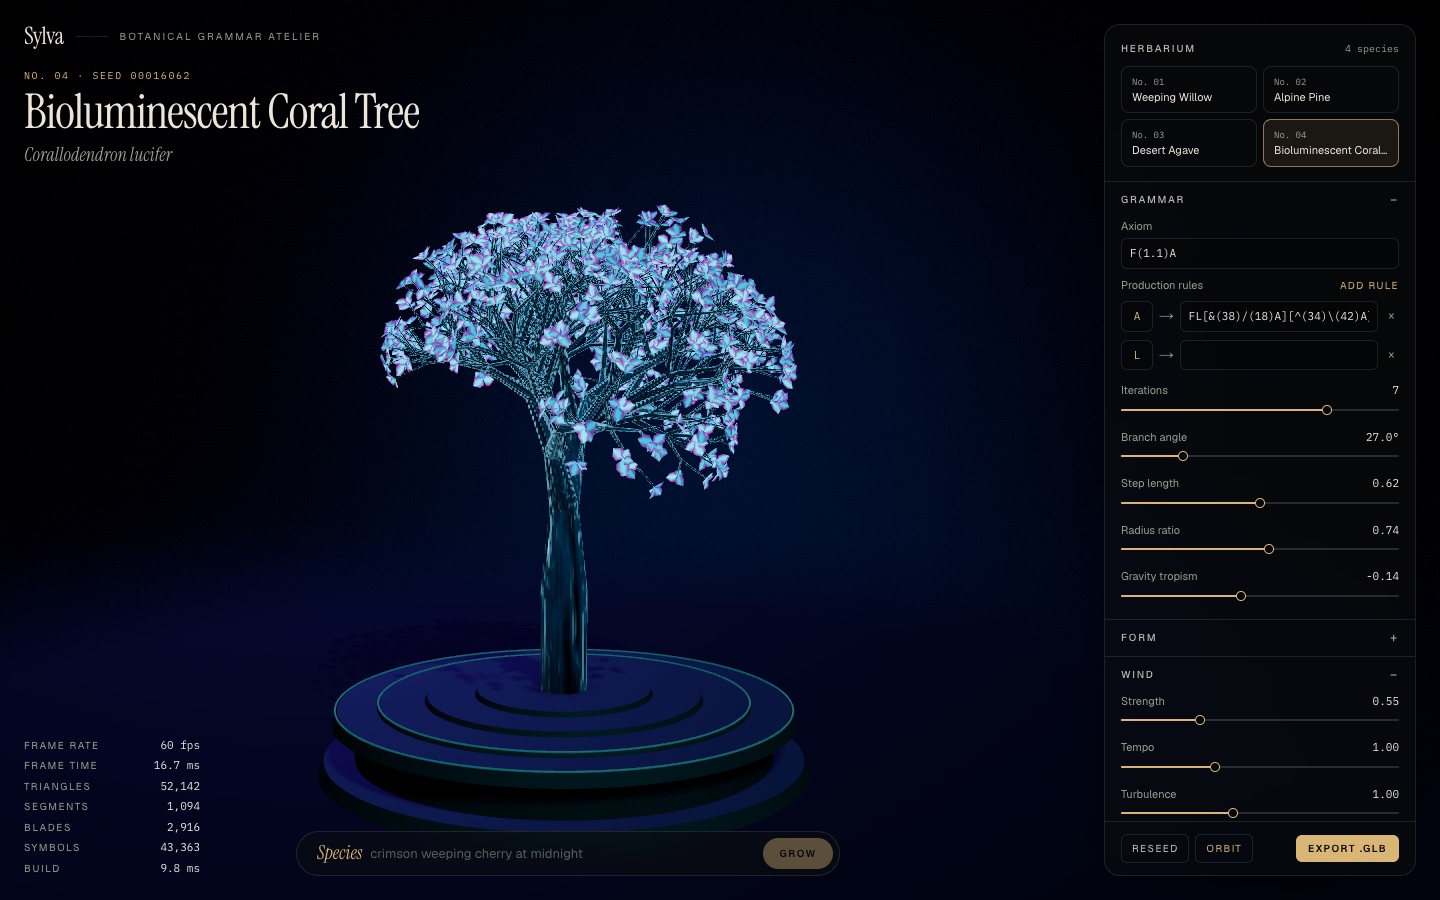 Sylva
BOTANICAL GRAMMAR ATELIER
NO. 04 · SEED 00016062
Bioluminescent Coral Tree
Corallodendron lucifer
FRAME RATE 60 fps
FRAME TIME 16.7 ms
TRIANGLES 52,142
SEGMENTS 1,094
BLADES 2,916
SYMBOLS 43,363
BUILD 9.8 ms
Species crimson weeping cherry at midnight GROW
HERBARIUM 4 species
No. 01
Weeping Willow
No. 02
Alpine Pine
No. 03
Desert Agave
No. 04
Bioluminescent Coral…
GRAMMAR −
Axiom
F(1.1)A
Production rules ADD RULE
A → FL[&(38)/(18)A][^(34)\(42)A] ×
L → ×
Iterations 7
Branch angle 27.0°
Step length 0.62
Radius ratio 0.74
Gravity tropism -0.14
FORM +
WIND −
Strength 0.55
Tempo 1.00
Turbulence 1.00
RESEED ORBIT EXPORT .GLB